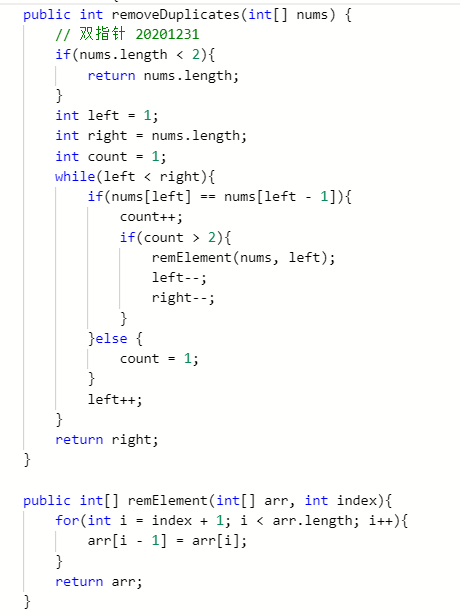 public int removeDuplicates(int[] nums) {
    // 双指针 20201231
    if(nums.length < 2){
        return nums.length;
    }
    int left = 1;
    int right = nums.length;
    int count = 1;
    while(left < right){
        if(nums[left] == nums[left - 1]){
            count++;
            if(count > 2){
                remElement(nums, left);
                left--;
                right--;
            }
        }else {
            count = 1;
        }
        left++;
    }
    return right;
}

public int[] remElement(int[] arr, int index){
    for(int i = index + 1; i < arr.length; i++){
        arr[i - 1] = arr[i];
    }
    return arr;
}